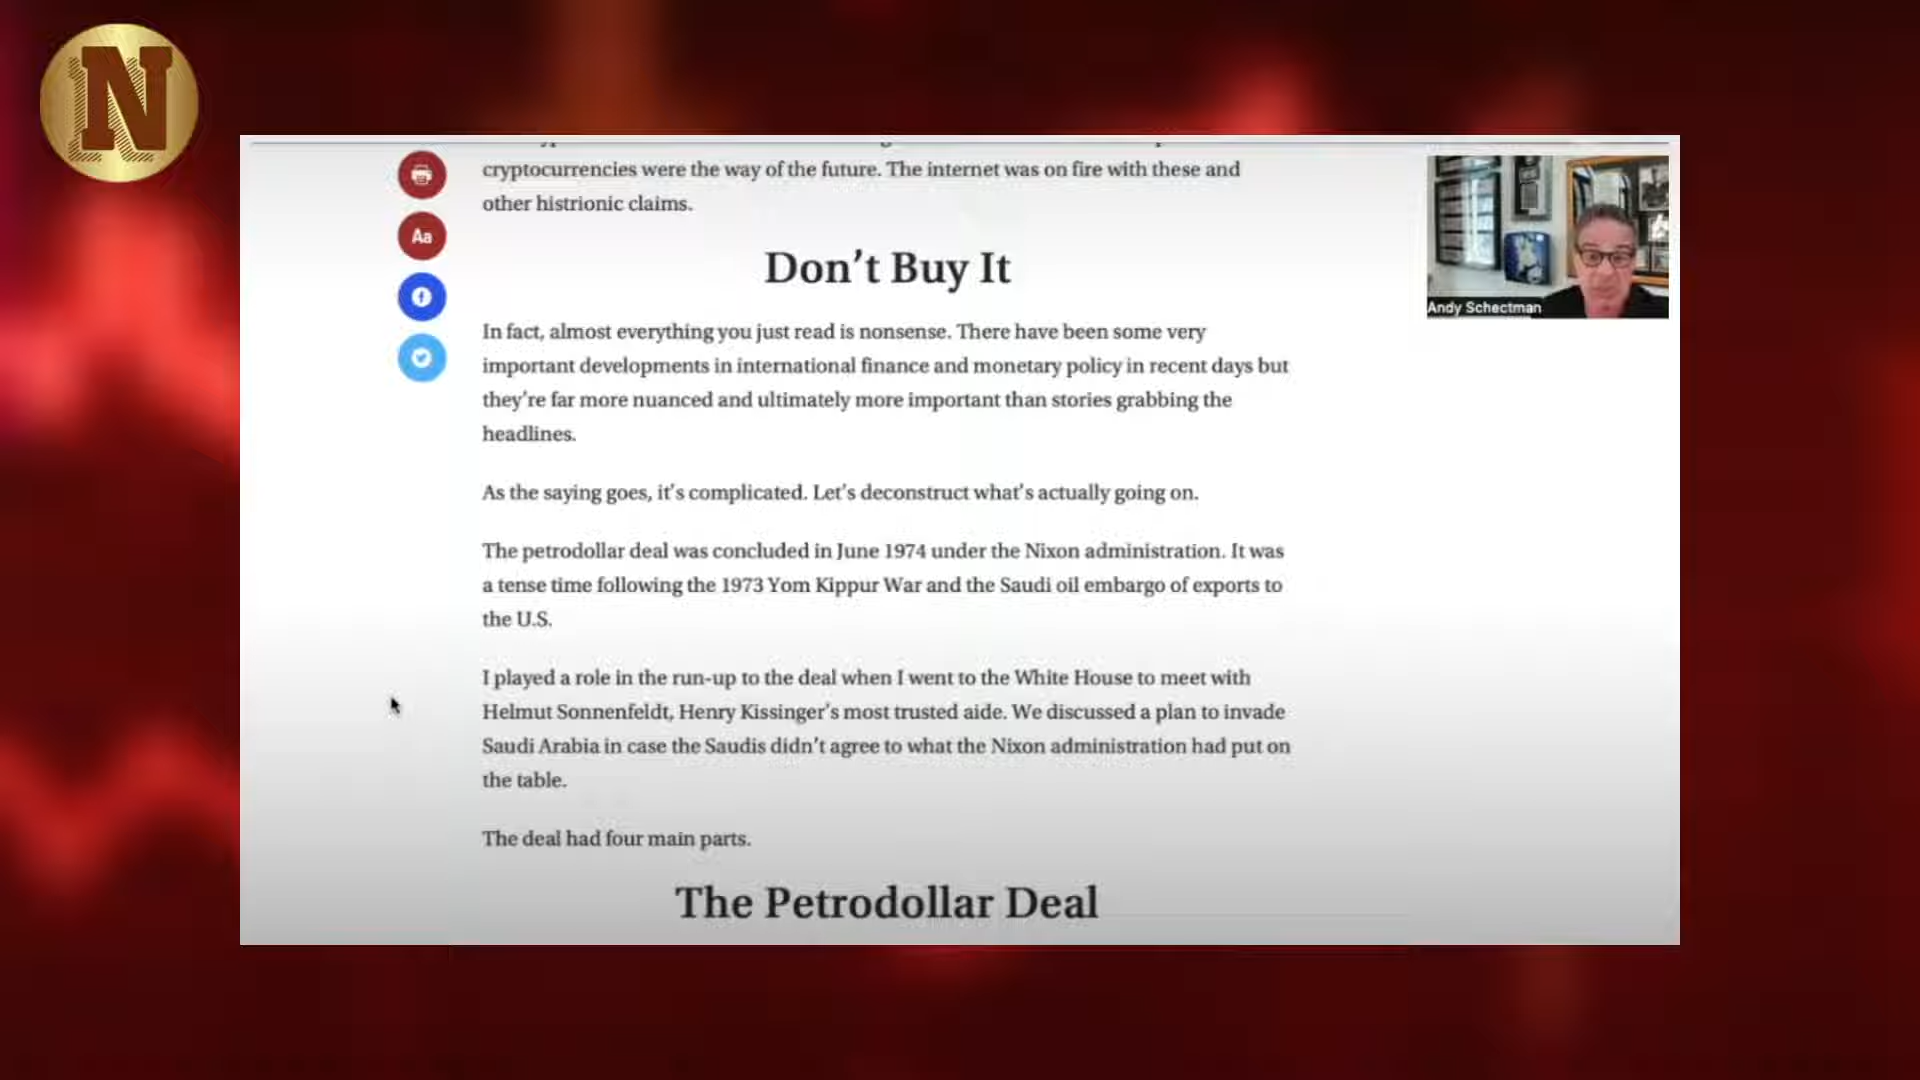 N
cryptocurrencies were the way of the future. The internet was on fire with these and
other histrionic claims.
Don’t Buy It
In fact, almost everything you just read is nonsense. There have been some very
important developments in international finance and monetary policy in recent days but
they’re far more nuanced and ultimately more important than stories grabbing the
headlines.
As the saying goes, it’s complicated. Let’s deconstruct what’s actually going on.
The petrodollar deal was concluded in June 1974 under the Nixon administration. It was
a tense time following the 1973 Yom Kippur War and the Saudi oil embargo of exports to
the U.S.
I played a role in the run-up to the deal when I went to the White House to meet with
Helmut Sonnenfeldt, Henry Kissinger’s most trusted aide. We discussed a plan to invade
Saudi Arabia in case the Saudis didn’t agree to what the Nixon administration had put on
the table.
The deal had four main parts.
The Petrodollar Deal
Aa
Andy Schectman